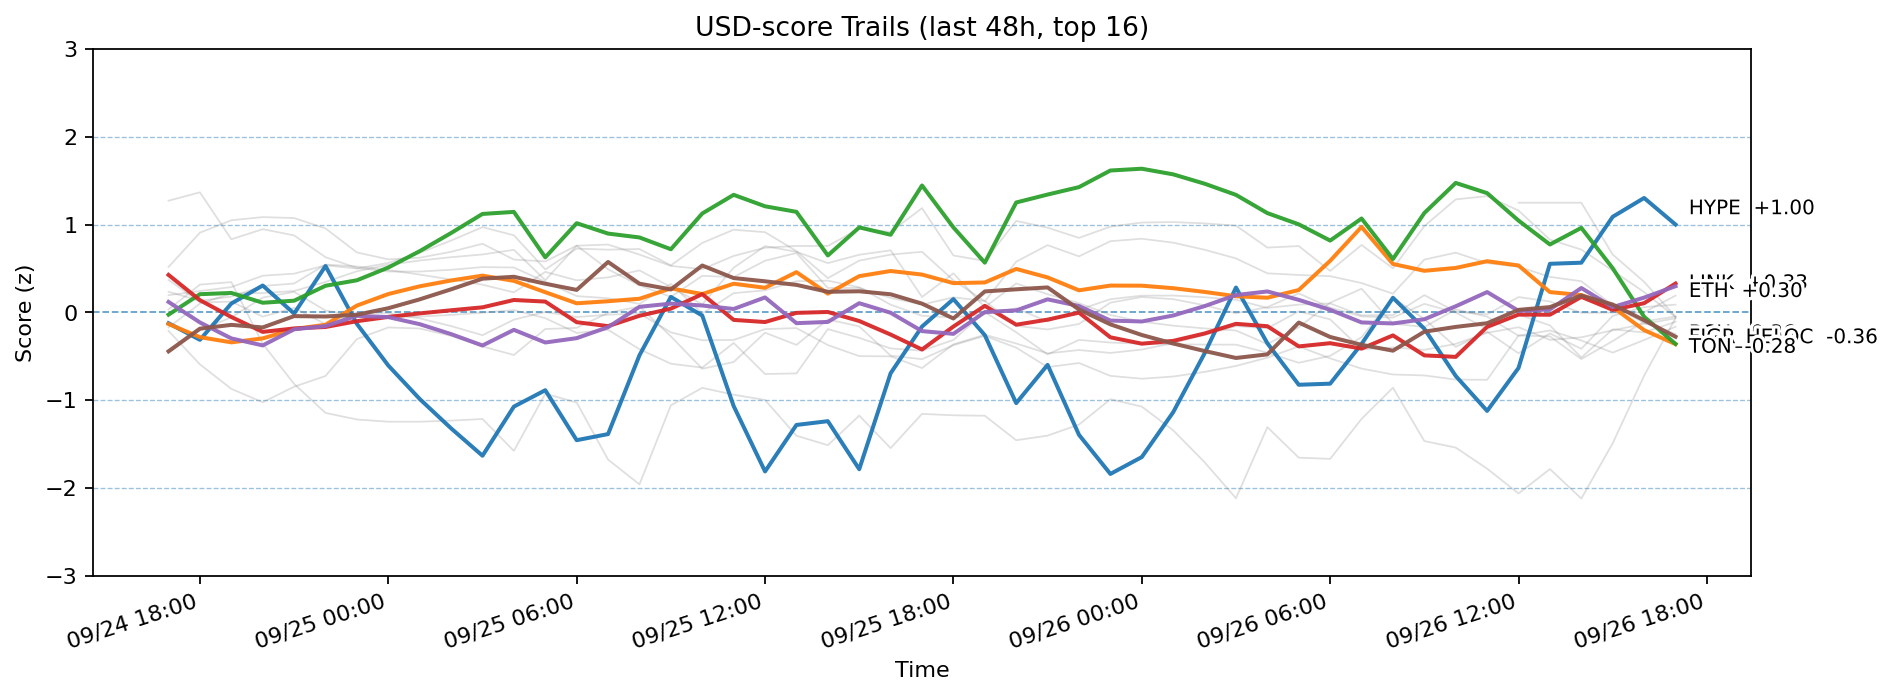 USD-score Trails (last 48h, top 16)
3
2
1
0
−1
−2
−3
Score (z)
HYPE +1.00
LINK +0.33
ETH +0.30
-0.36
TON -0.28
09/24 18:00
09/25 00:00
09/25 06:00
09/25 12:00
09/25 18:00
09/26 00:00
09/26 06:00
09/26 12:00
09/26 18:00
Time